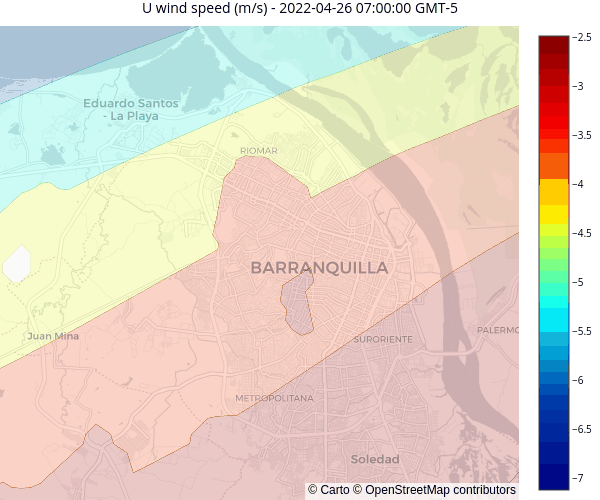 U wind speed (m/s) - 2022-04-26 07:00:00 GMT-5
Eduardo Santos
- La Playa
RIOMAR
BARRANQUILLA
Juan Mina
SURORIENTE
PALERMO
METROPOLITANA
Soledad
© Carto © OpenStreetMap contributors
−2.5
−3
−3.5
−4
−4.5
−5
−5.5
−6
−6.5
−7